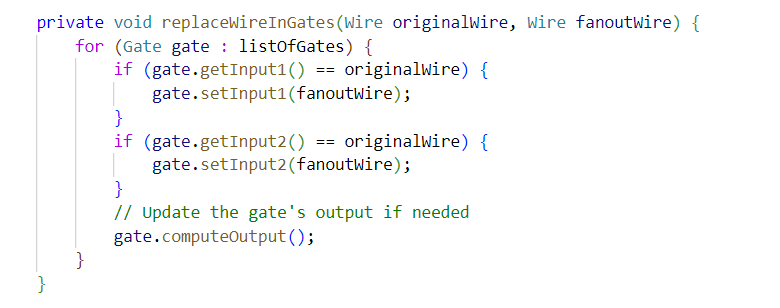 private void replaceWireInGates(Wire originalWire, Wire fanoutWire) {
    for (Gate gate : listOfGates) {
        if (gate.getInput1() == originalWire) {
            gate.setInput1(fanoutWire);
        }
        if (gate.getInput2() == originalWire) {
            gate.setInput2(fanoutWire);
        }
        // Update the gate's output if needed
        gate.computeOutput();
    }
}